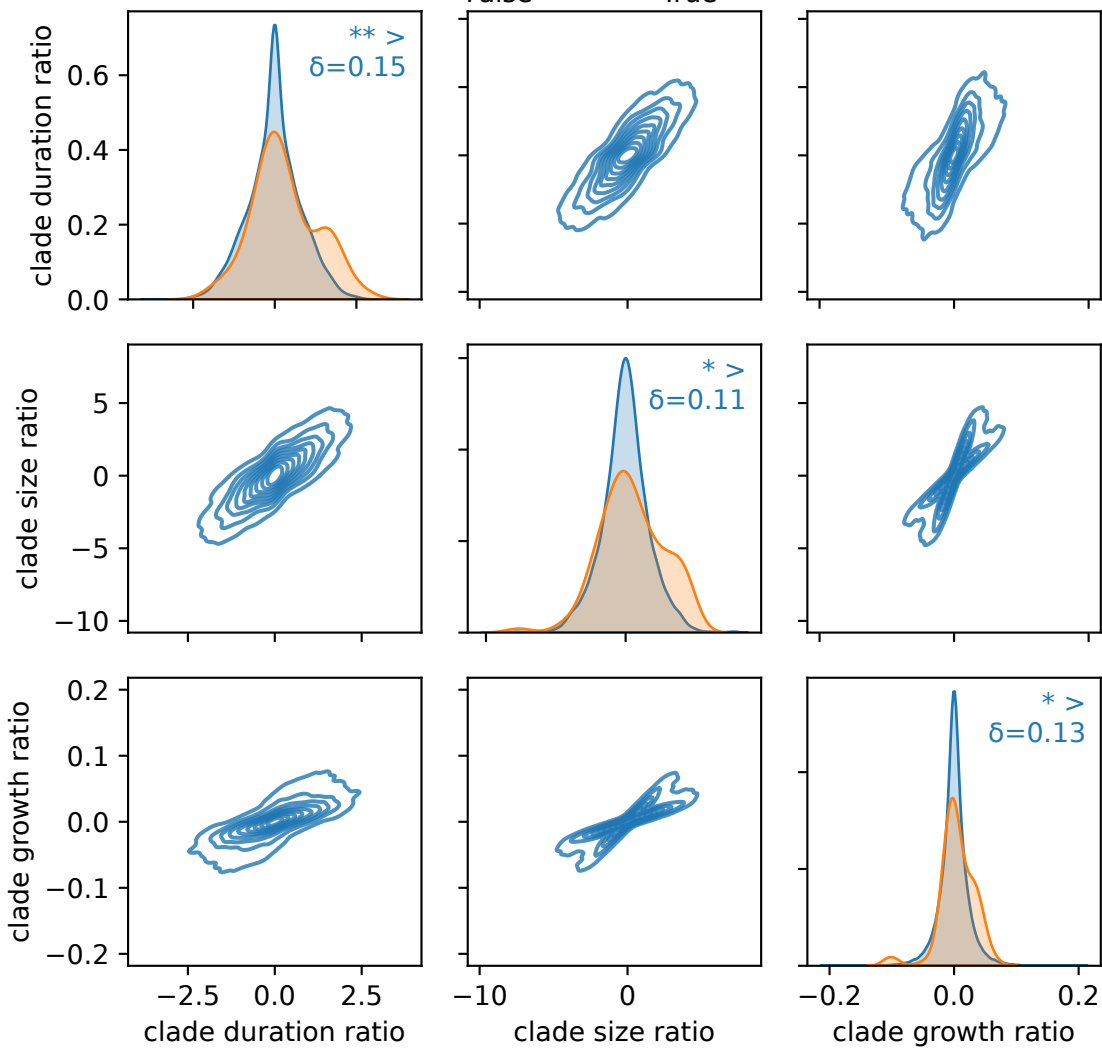 False True
clade duration ratio
0.6
0.4
0.2
0.0
** >
δ=0.15
clade size ratio
5
0
−5
−10
* >
δ=0.11
clade growth ratio
0.2
0.1
0.0
−0.1
−0.2
* >
δ=0.13
−2.5 0.0 2.5
−10 0
−0.2 0.0 0.2
clade duration ratio
clade size ratio
clade growth ratio